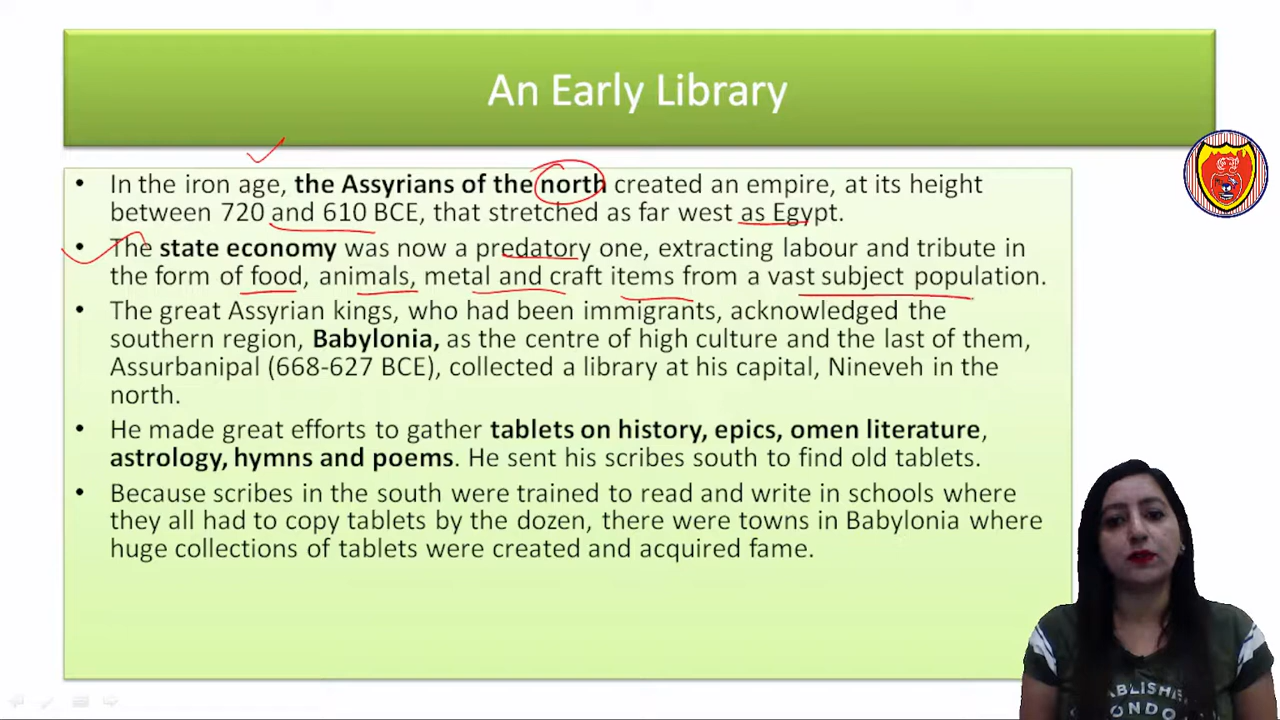 An Early Library
• In the iron age, the Assyrians of the north created an empire, at its height
between 720 and 610 BCE, that stretched as far west as Egypt.
• The state economy was now a predatory one, extracting labour and tribute in
the form of food, animals, metal and craft items from a vast subject population.
• The great Assyrian kings, who had been immigrants, acknowledged the
southern region, Babylonia, as the centre of high culture and the last of them,
Assurbanipal (668-627 BCE), collected a library at his capital, Nineveh in the
north.
• He made great efforts to gather tablets on history, epics, omen literature,
astrology, hymns and poems. He sent his scribes south to find old tablets.
• Because scribes in the south were trained to read and write in schools where
they all had to copy tablets by the dozen, there were towns in Babylonia where
huge collections of tablets were created and acquired fame.
ABLISHE
ONDO